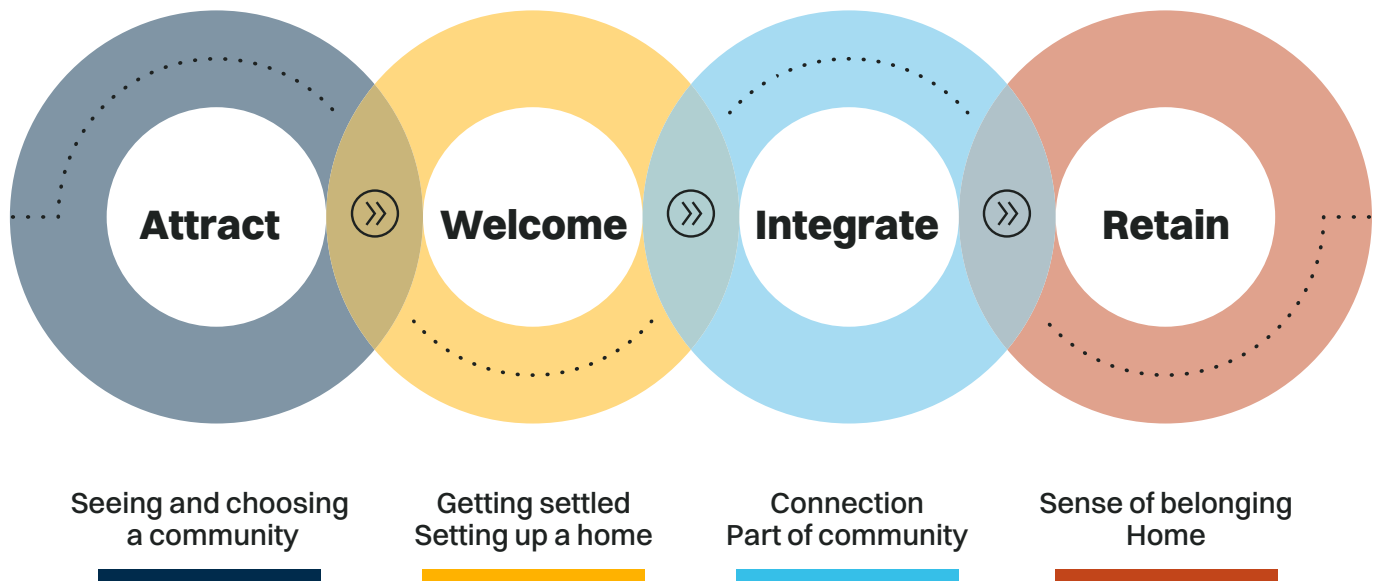 Attract
Welcome
Integrate
Retain
Seeing and choosing
a community
Getting settled
Setting up a home
Connection
Part of community
Sense of belonging
Home